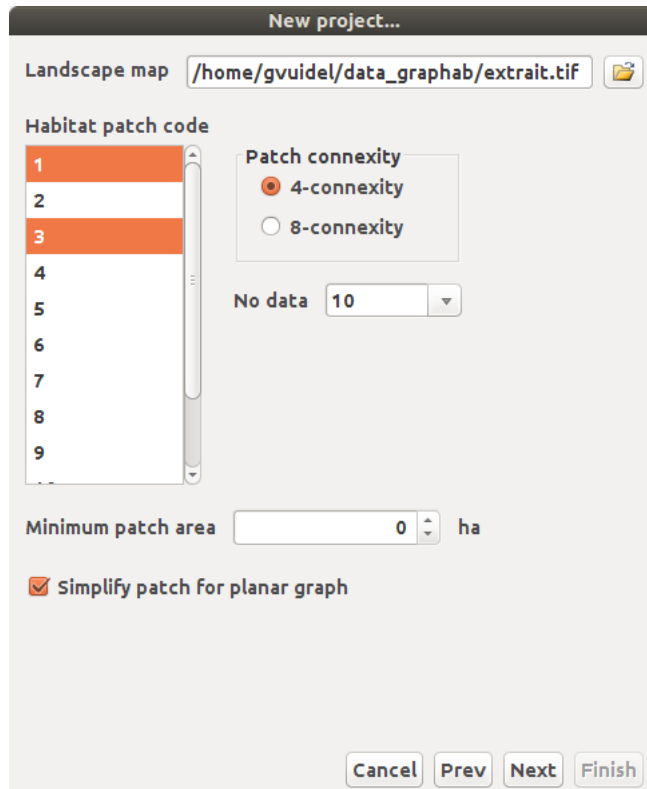 New project...
Landscape map /home/gvuidel/data_graphab/extrait.tif
Habitat patch code
1
2
3
4
5
6
7
8
9
Patch connexity
4-connexity
8-connexity
No data 10
Minimum patch area 0 ha
Simplify patch for planar graph
Cancel Prev Next Finish